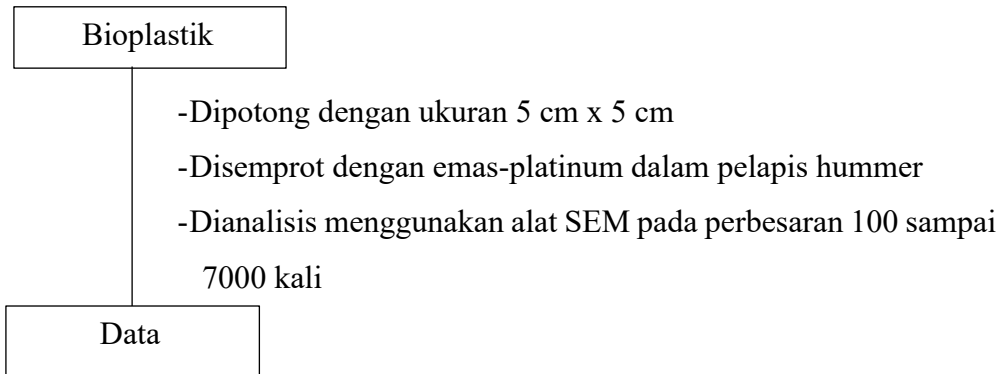 Bioplastik
-Dipotong dengan ukuran 5 cm x 5 cm
-Disemprot dengan emas-platinum dalam pelapis hummer
-Dianalisis menggunakan alat SEM pada perbesaran 100 sampai
7000 kali
Data